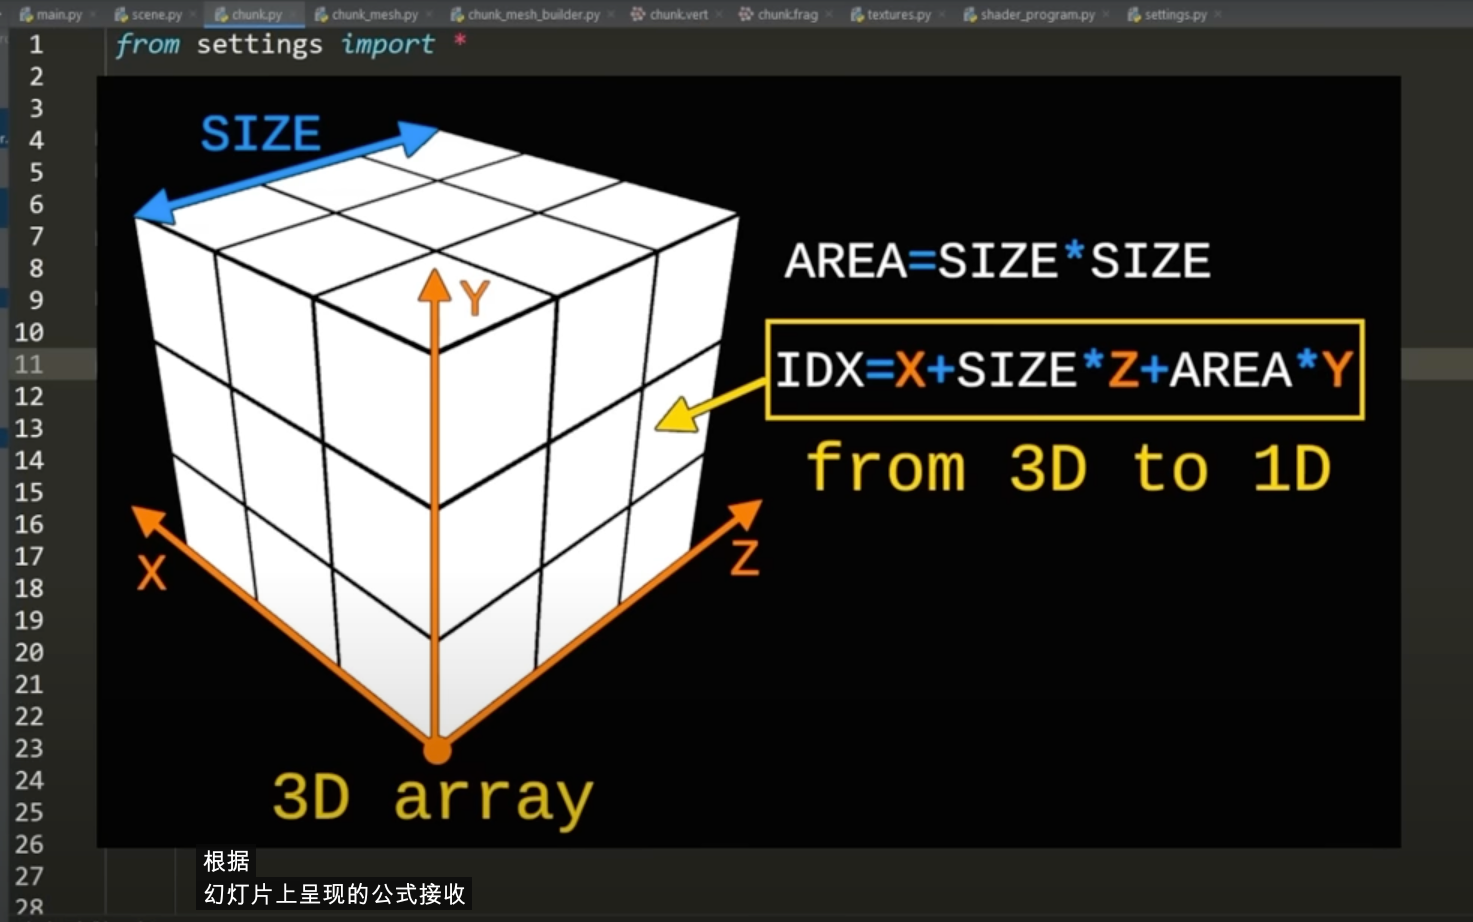 main.py
scene.py
chunk.py
chunk_mesh.py
chunk_mesh_builder.py
chunk.vert
chunk.frag
textures.py
shader_program.py
settings.py
1 from settings import *
2
3
4
5
6
7
8
9
10
11
12
13
14
15
16
17
18
19
20
21
22
23
24
25
26
27
28
SIZE
Y
AREA=SIZE*SIZE
IDX=X+SIZE*Z+AREA*Y
from 3D to 1D
X
Z
3D array
根据
幻灯片上呈现的公式接收